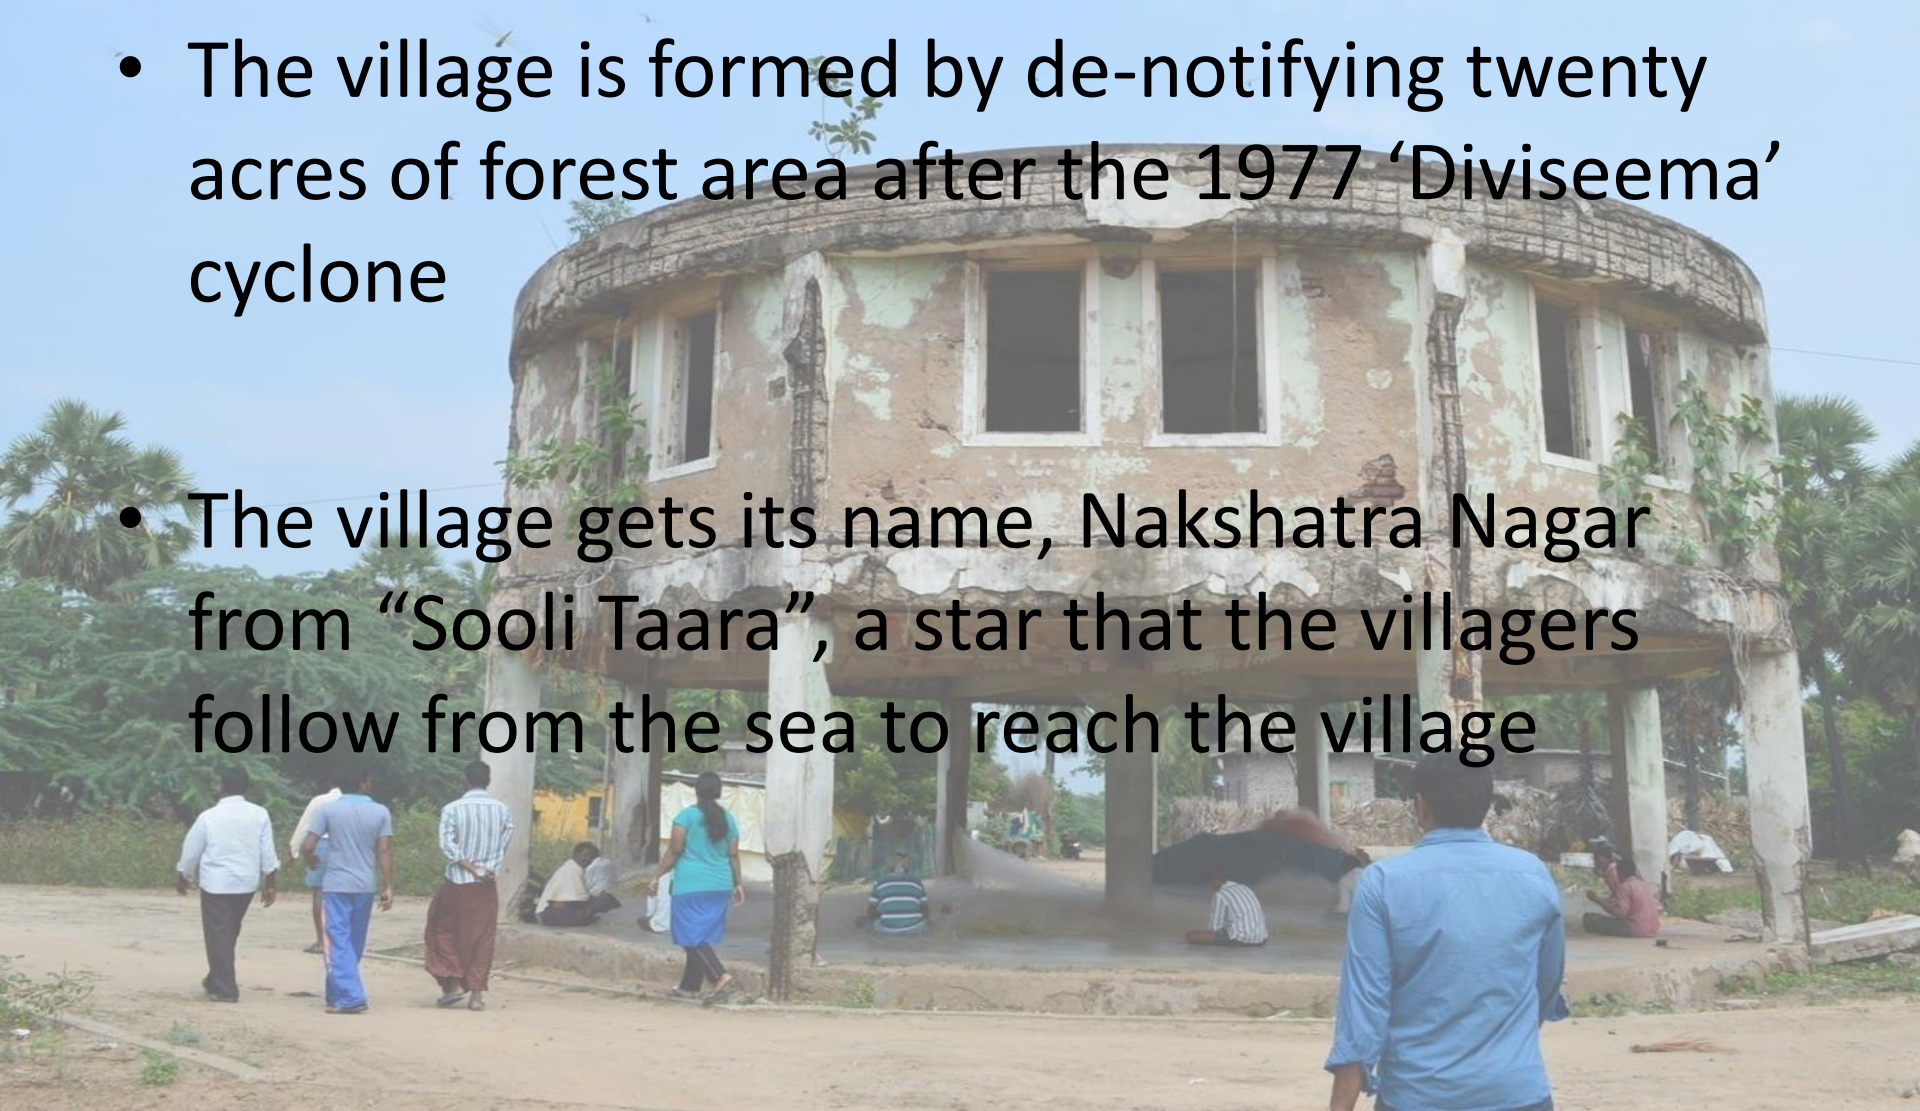 • The village is formed by de-notifying twenty
acres of forest area after the 1977 ‘Diviseema’
cyclone
• The village gets its name, Nakshatra Nagar
from “Sooli Taara”, a star that the villagers
follow from the sea to reach the village